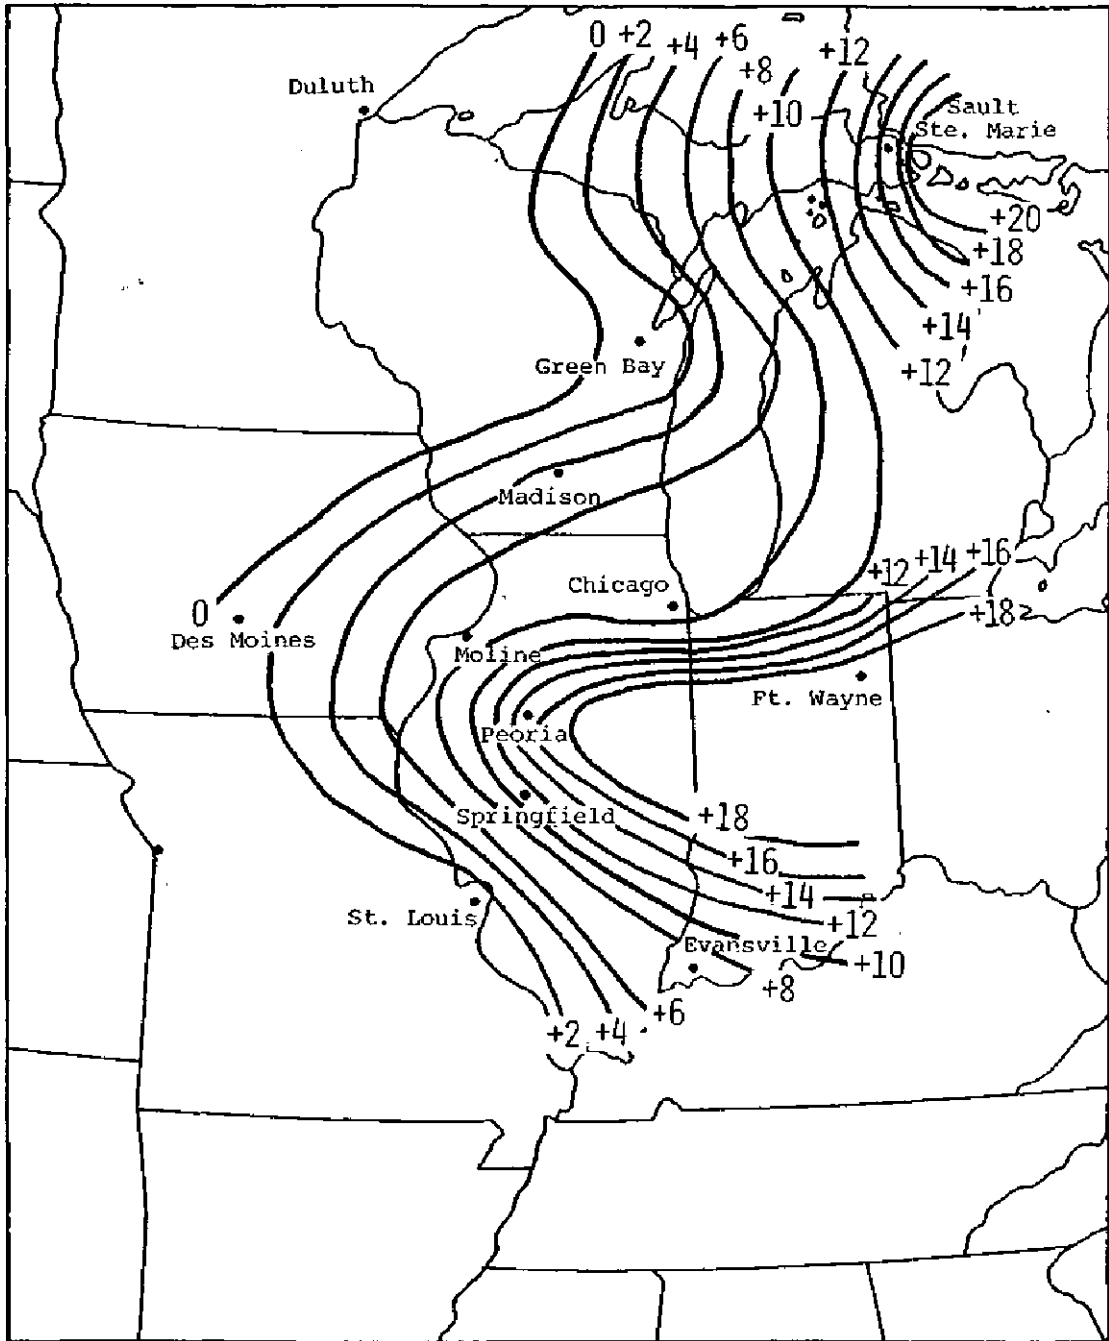 0 +2 +4 +6 +12
+8
Duluth
+10
Sault
Ste. Marie
+20
+18
+16
+14
+12
Green Bay
Madison
+12 +14 +16
Chicago
0
+18
Des Moines
Moline
Ft. Wayne
Peoria
Springfield
+18
+16
+14
St. Louis
+12
Evansville
+10
+8
+6
+2 +4